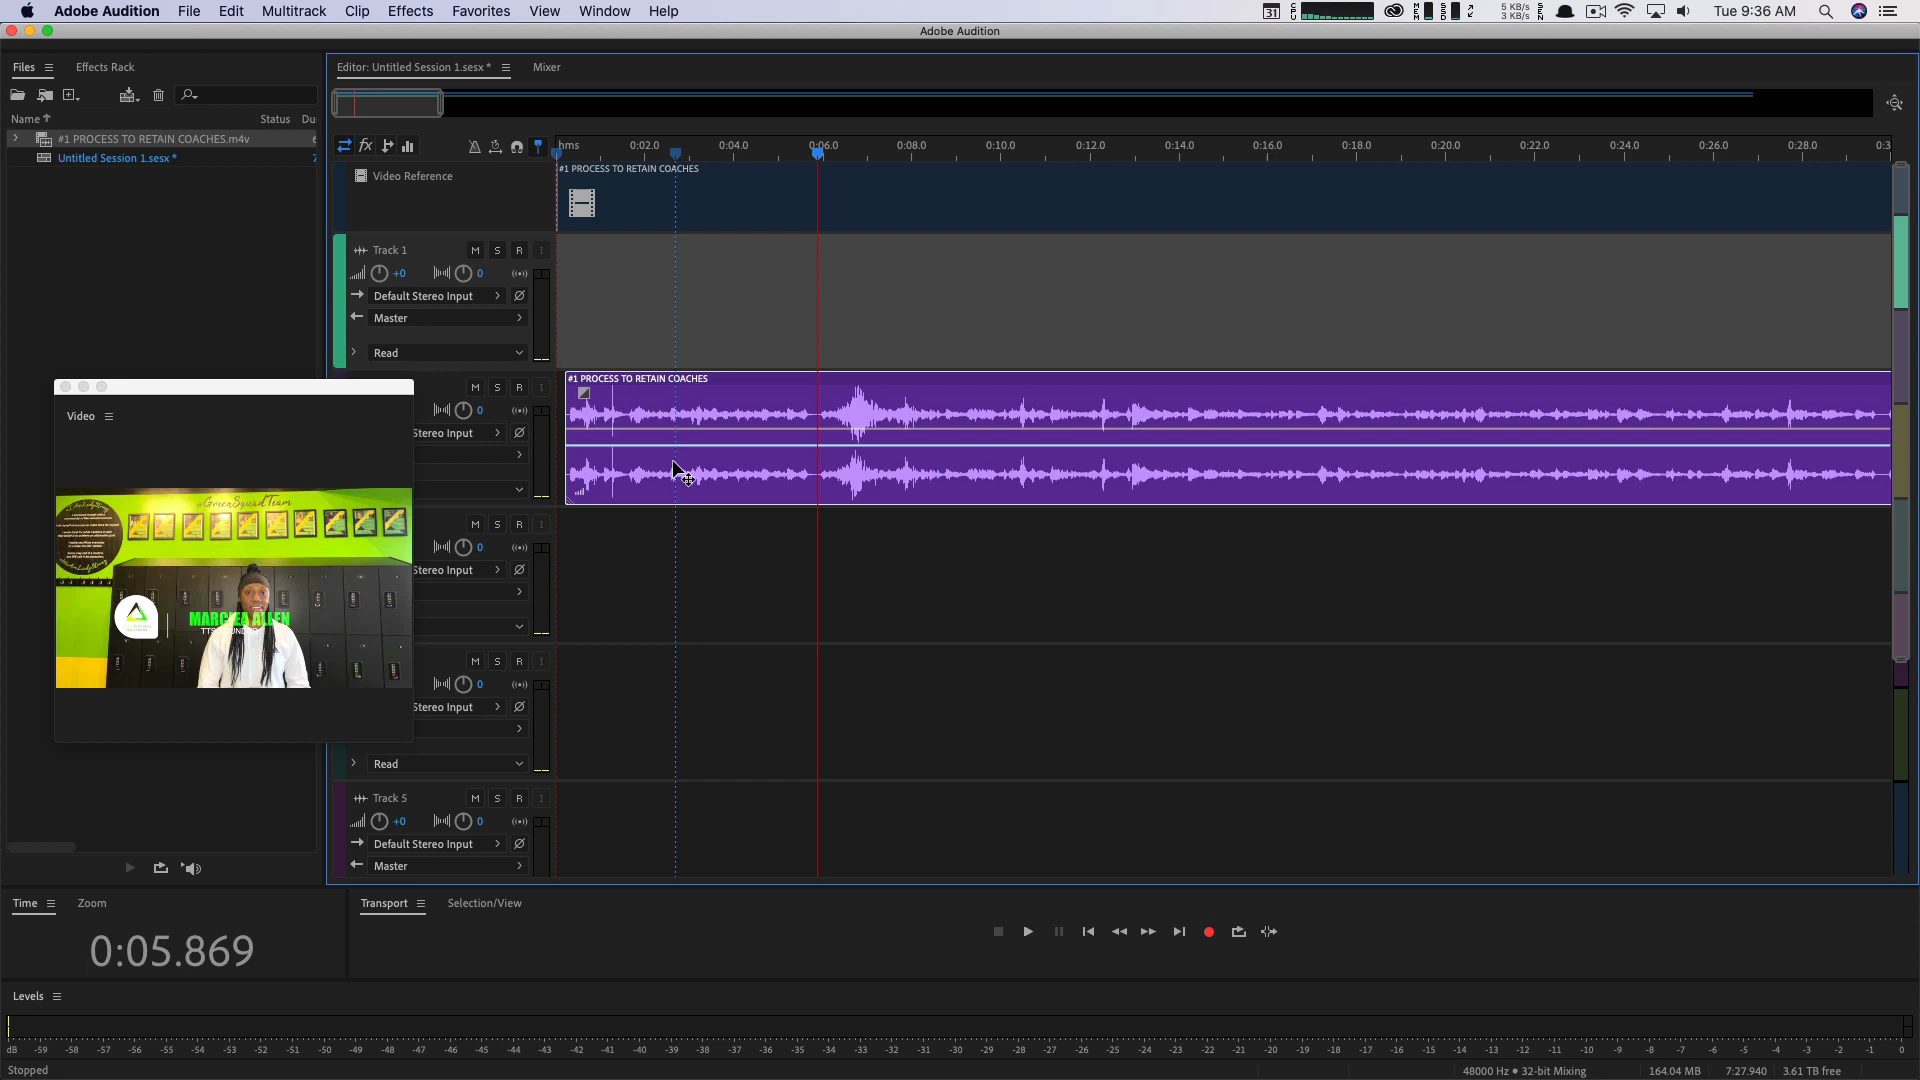 Adobe Audition File Edit Multitrack Clip Effects Favorites View Window Help
31 CPU MEM SSD 5 KB/s 3 KB/s SEN Tue 9:36 AM
Adobe Audition
Files Effects Rack
Editor: Untitled Session 1.sesx * Mixer
Name Status Du
#1 PROCESS TO RETAIN COACHES.m4v
Untitled Session 1.sesx *
fx
hms 0:02.0 0:04.0 0:06.0 0:08.0 0:10.0 0:12.0 0:14.0 0:16.0 0:18.0 0:20.0 0:22.0 0:24.0 0:26.0 0:28.0 0:3
Video Reference
#1 PROCESS TO RETAIN COACHES
Track 1 M S R I
+0 0
Default Stereo Input
Master
Read
M S R I
#1 PROCESS TO RETAIN COACHES
0
Stereo Input
Video
@GreenSquadTeam
M S R I
0
Stereo Input
M S R I
0
Stereo Input
Read
Track 5 M S R I
+0 0
Default Stereo Input
Master
Time Zoom
Transport Selection/View
0:05.869
Levels
dB -59 -58 -57 -56 -55 -54 -53 -52 -51 -50 -49 -48 -47 -46 -45 -44 -43 -42 -41 -40 -39 -38 -37 -36 -35 -34 -33 -32 -31 -30 -29 -28 -27 -26 -25 -24 -23 -22 -21 -20 -19 -18 -17 -16 -15 -14 -13 -12 -11 -10 -9 -8 -7 -6 -5 -4 -3 -2 -1 0
Stopped
48000 Hz • 32-bit Mixing 164.04 MB 7:27.940 3.61 TB free